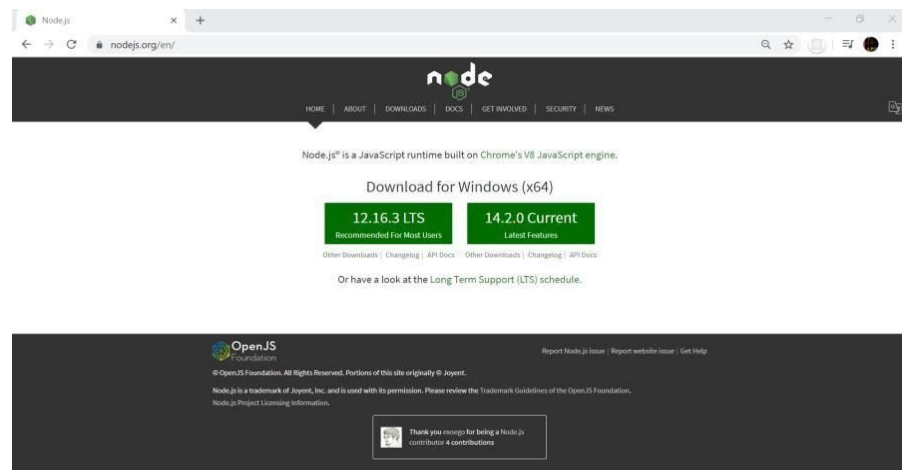 Node.js
nodejs.org/en/
node
JS
HOME | ABOUT | DOWNLOADS | DOCS | GET INVOLVED | SECURITY | NEWS
Node.js® is a JavaScript runtime built on Chrome's V8 JavaScript engine.
Download for Windows (x64)
12.16.3 LTS
Recommended For Most Users
14.2.0 Current
Latest Features
Other Downloads | Changelog | API Docs
Other Downloads | Changelog | API Docs
Or have a look at the Long Term Support (LTS) schedule.
OpenJS
Foundation
Report Node.js issue | Report website issue | Get Help
© OpenJS Foundation. All Rights Reserved. Portions of this site originally © Joyent.
Node.js is a trademark of Joyent, Inc. and is used with its permission. Please review the Trademark Guidelines of the OpenJS Foundation.
Node.js Project Licensing Information.
Thank you exoego for being a Node.js
contributor 4 contributions